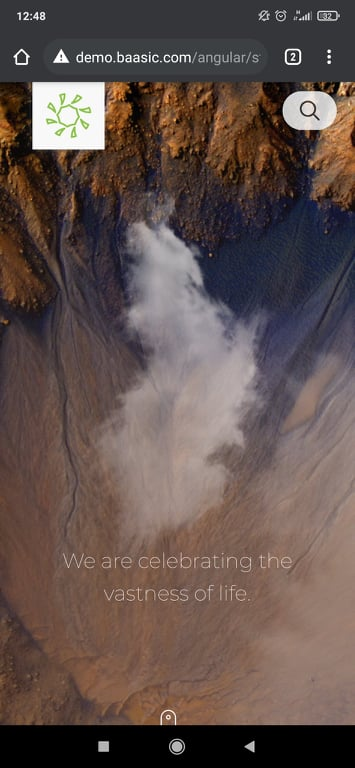 12:48
32
demo.baasic.com/angular/s
2
We are celebrating the
vastness of life.